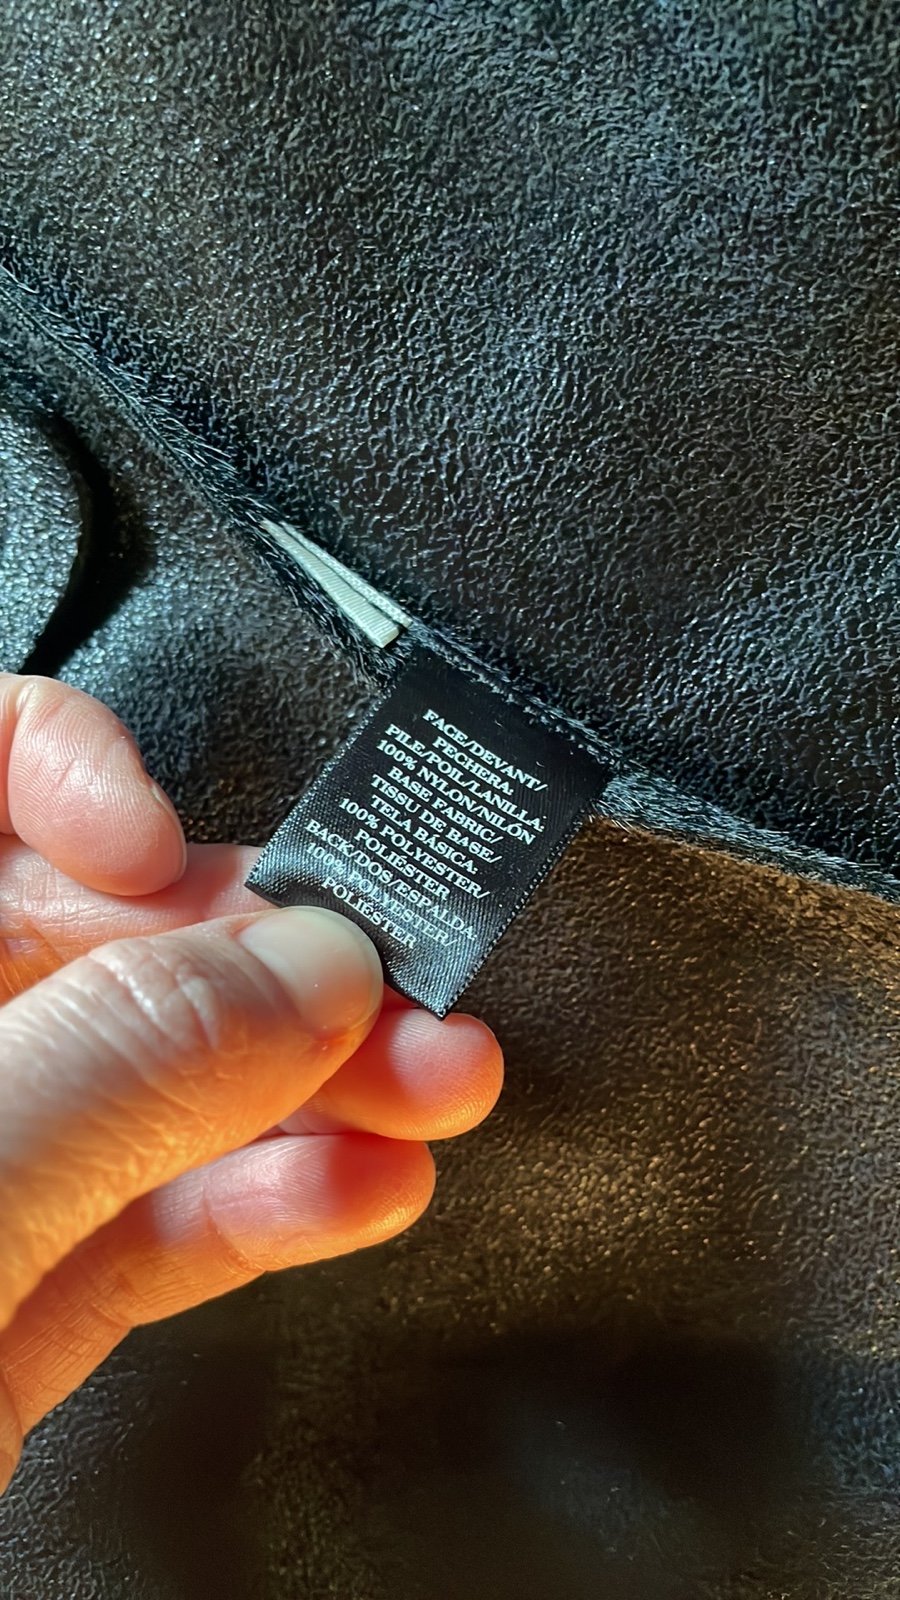 FACE/DEVANT/
PECHERA:
PILE/POIL/LANILLA:
100% NYLON/NILÓN
BASE FABRIC/
TISSU DE BASE/
TELA BASICA:
100% POLYESTER/
POLIÉSTER
BACK/DOS/ESPALDA:
100% POLYESTER/
POLIÉSTER